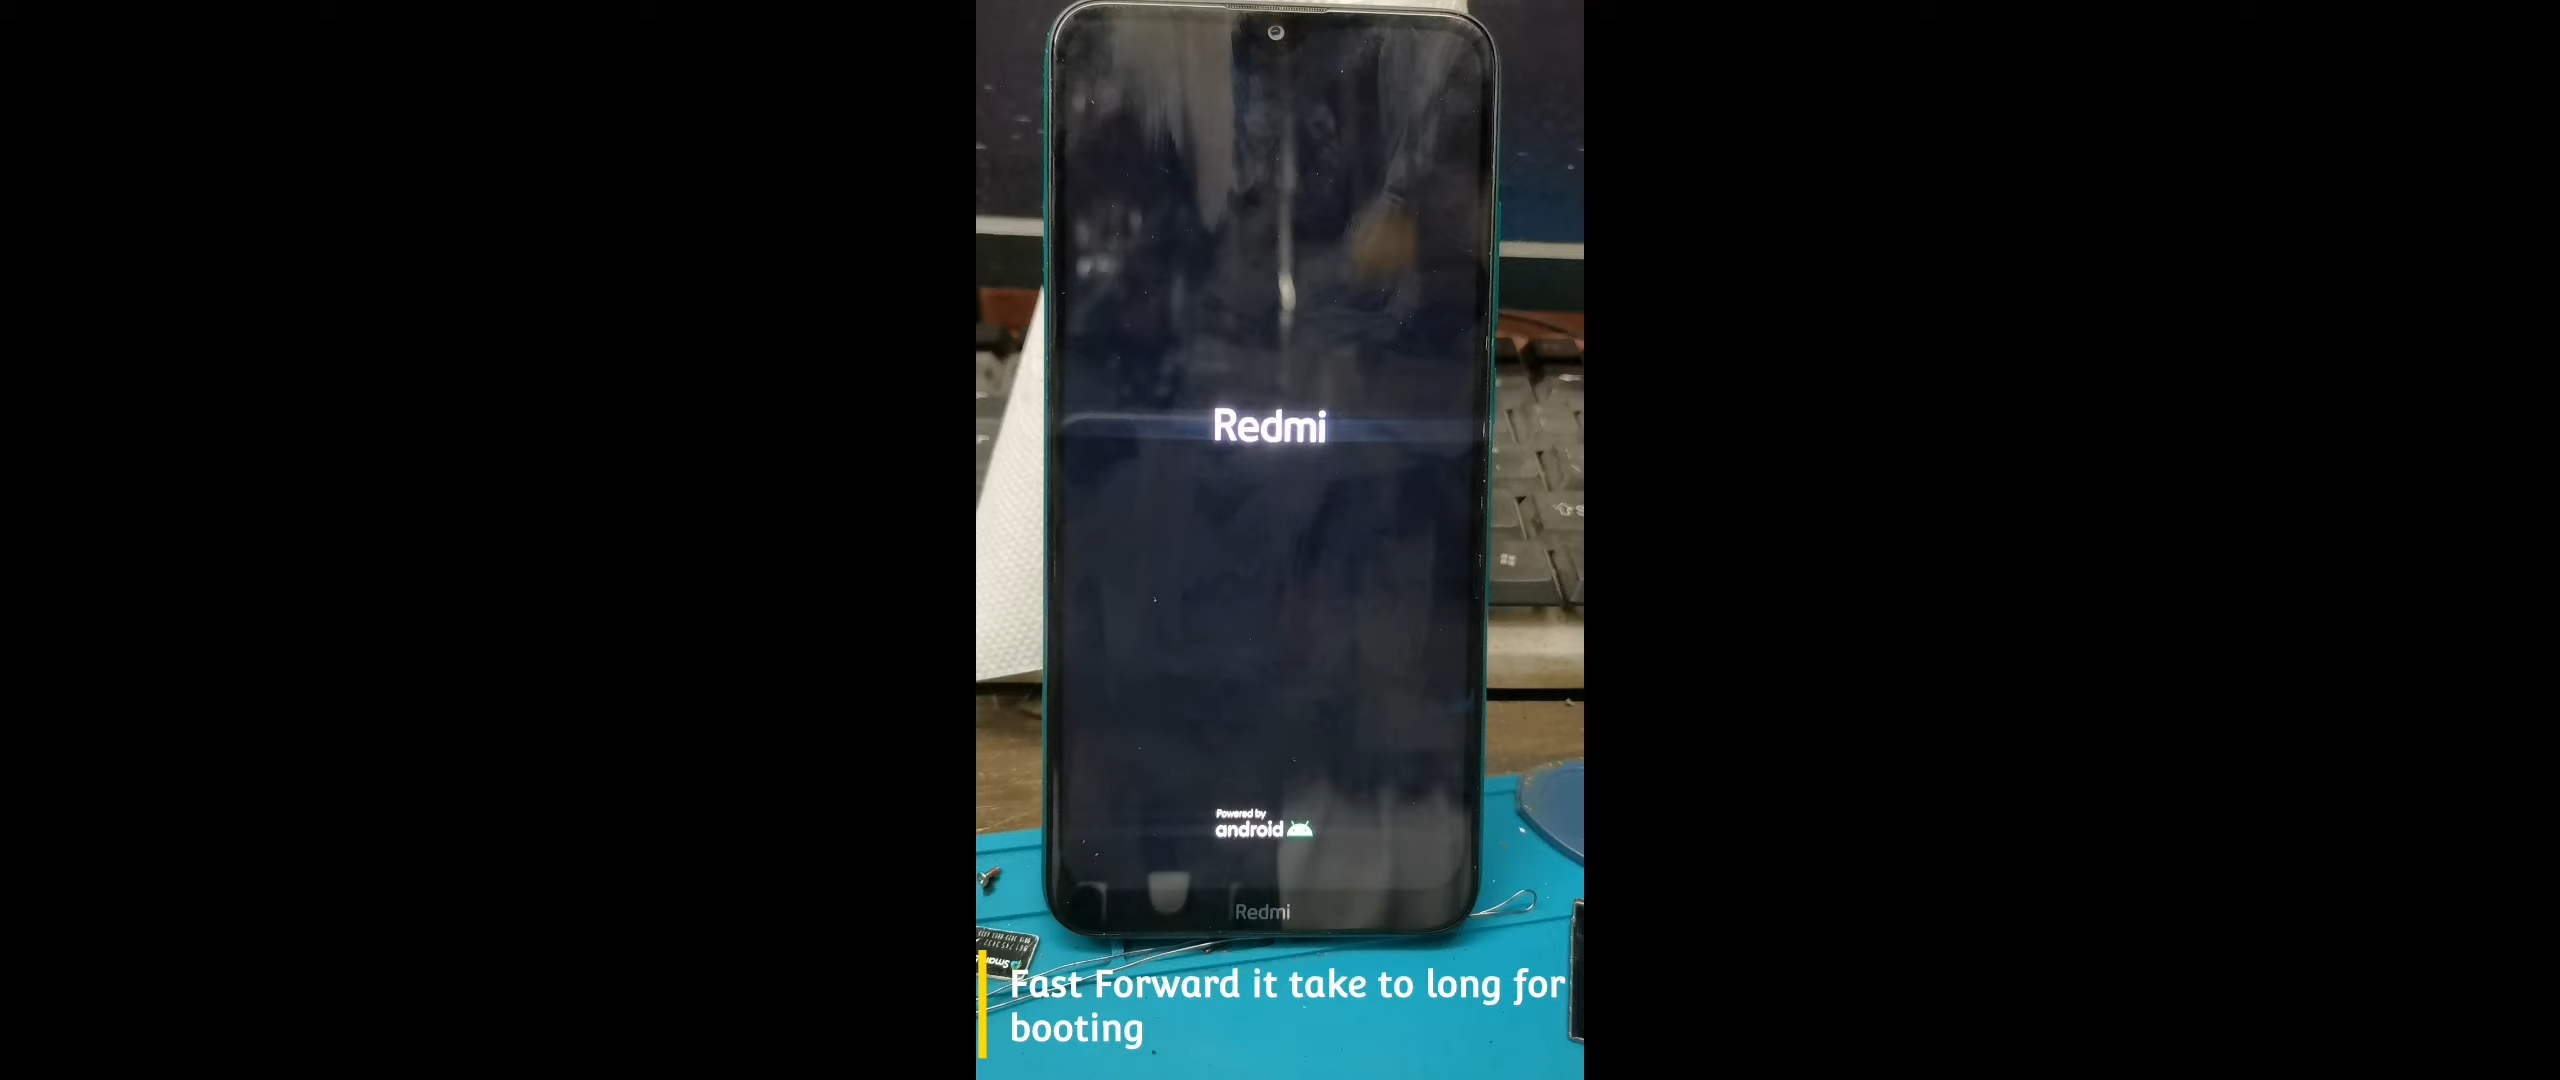 Redmi
Powered by
android
Redmi
Fast Forward it take to long for
booting